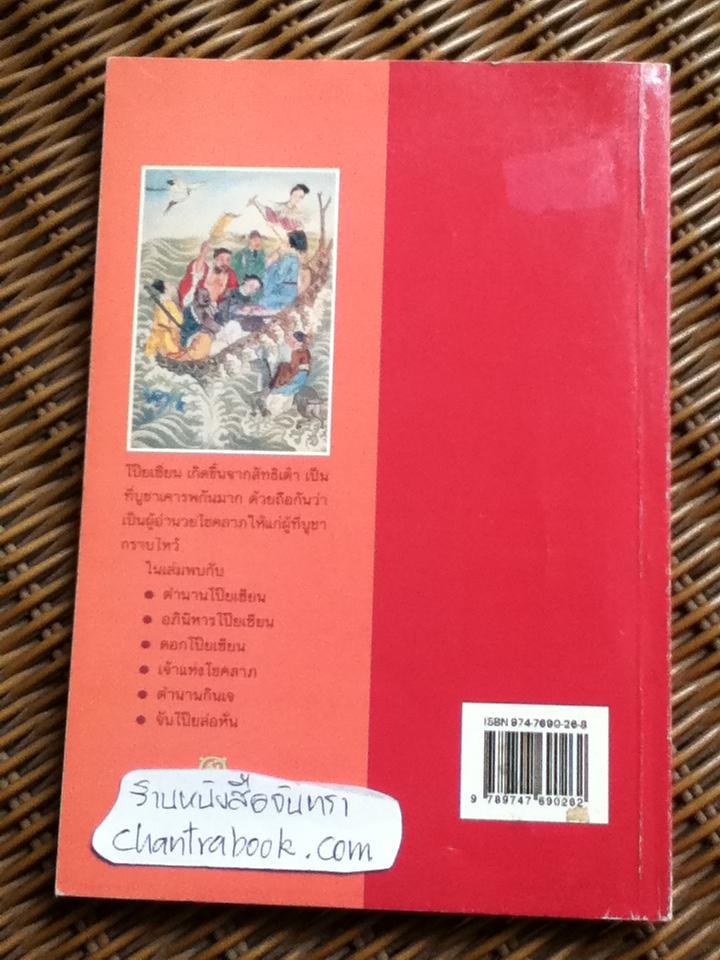 โป๊ยเซียน เกิดขึ้นจากลัทธิเต๋า เป็น
ที่บูชาเคารพกันมาก ด้วยถือกันว่า
เป็นผู้อำนวยโชคลาภให้แก่ผู้ที่บูชา
กราบไหว้
ในเล่มพบกับ
● ตำนานโป๊ยเซียน
● อภินิหารโป๊ยเซียน
● ดอกโป๊ยเซียน
● เจ้าแห่งโชคลาภ
● ตำนานกินเจ
● จับโป๊ยล่อหั่น
ISBN 974-7690-26-8
9 789747 690262
ร้านหนังสือจันทรา
chantrabook.com